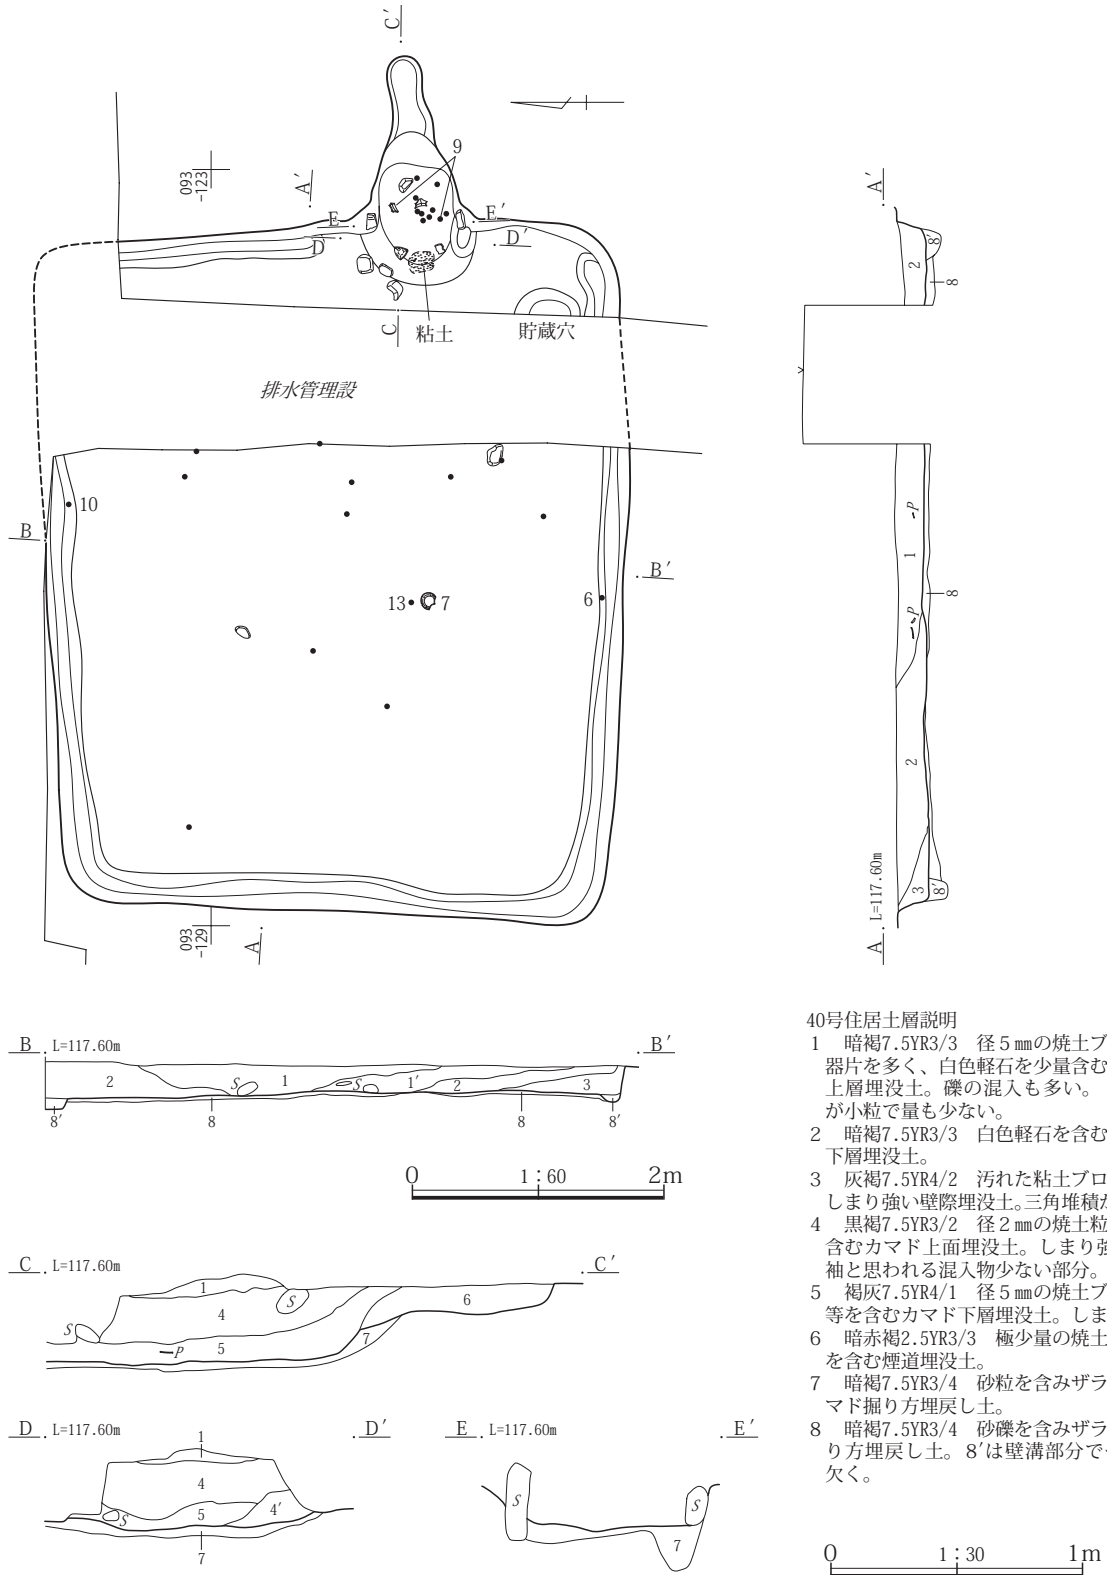 C′
093
-123
A′
9
E
E′
D
D′
C
粘土
貯蔵穴
排水管理設
10
B
B′
13
7
6
093
-129
A
A′
8′
2
8
P
1
P
8
2
3
8′
A
L=117.60m
B L=117.60m B′
2 S 1 S 1′ 2 3
8′ 8 8 8′
0 1:60 2m
C L=117.60m C′
1
S
4
6
S
7
P 5
D L=117.60m D′
1
4
5 4′
S
7
E L=117.60m E′
S S
7
40号住居土層説明
1 暗褐7.5YR3/3 径5㎜の焼土ブ
器片を多く、白色軽石を少量含む
上層埋没土。礫の混入も多い。
が小粒で量も少ない。
2 暗褐7.5YR3/3 白色軽石を含む
下層埋没土。
3 灰褐7.5YR4/2 汚れた粘土ブロ
しまり強い壁際埋没土。三角堆積
4 黒褐7.5YR3/2 径2㎜の焼土粒
含むカマド上面埋没土。しまり強
袖と思われる混入物少ない部分。
5 褐灰7.5YR4/1 径5㎜の焼土ブ
等を含むカマド下層埋没土。しま
6 暗赤褐2.5YR3/3 極少量の焼土
を含む煙道埋没土。
7 暗褐7.5YR3/4 砂粒を含みザラ
マド掘り方埋戻し土。
8 暗褐7.5YR3/4 砂礫を含みザラ
り方埋戻し土。8′は壁溝部分で
欠く。
0 1:30 1m